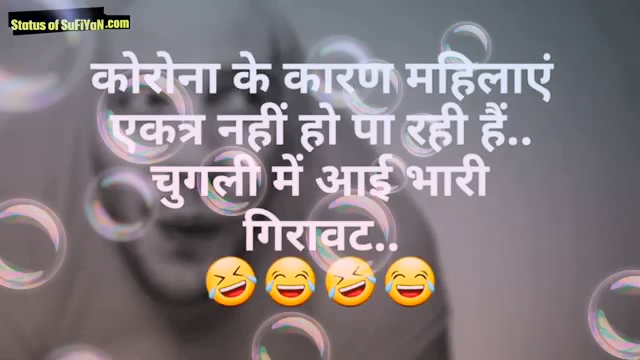 Status of SuFiYaN.com
कोरोना के कारण महिलाएं
एकत्र नहीं हो पा रही हैं..
चुगली में आई भारी
गिरावट..
🤣😂🤣😂